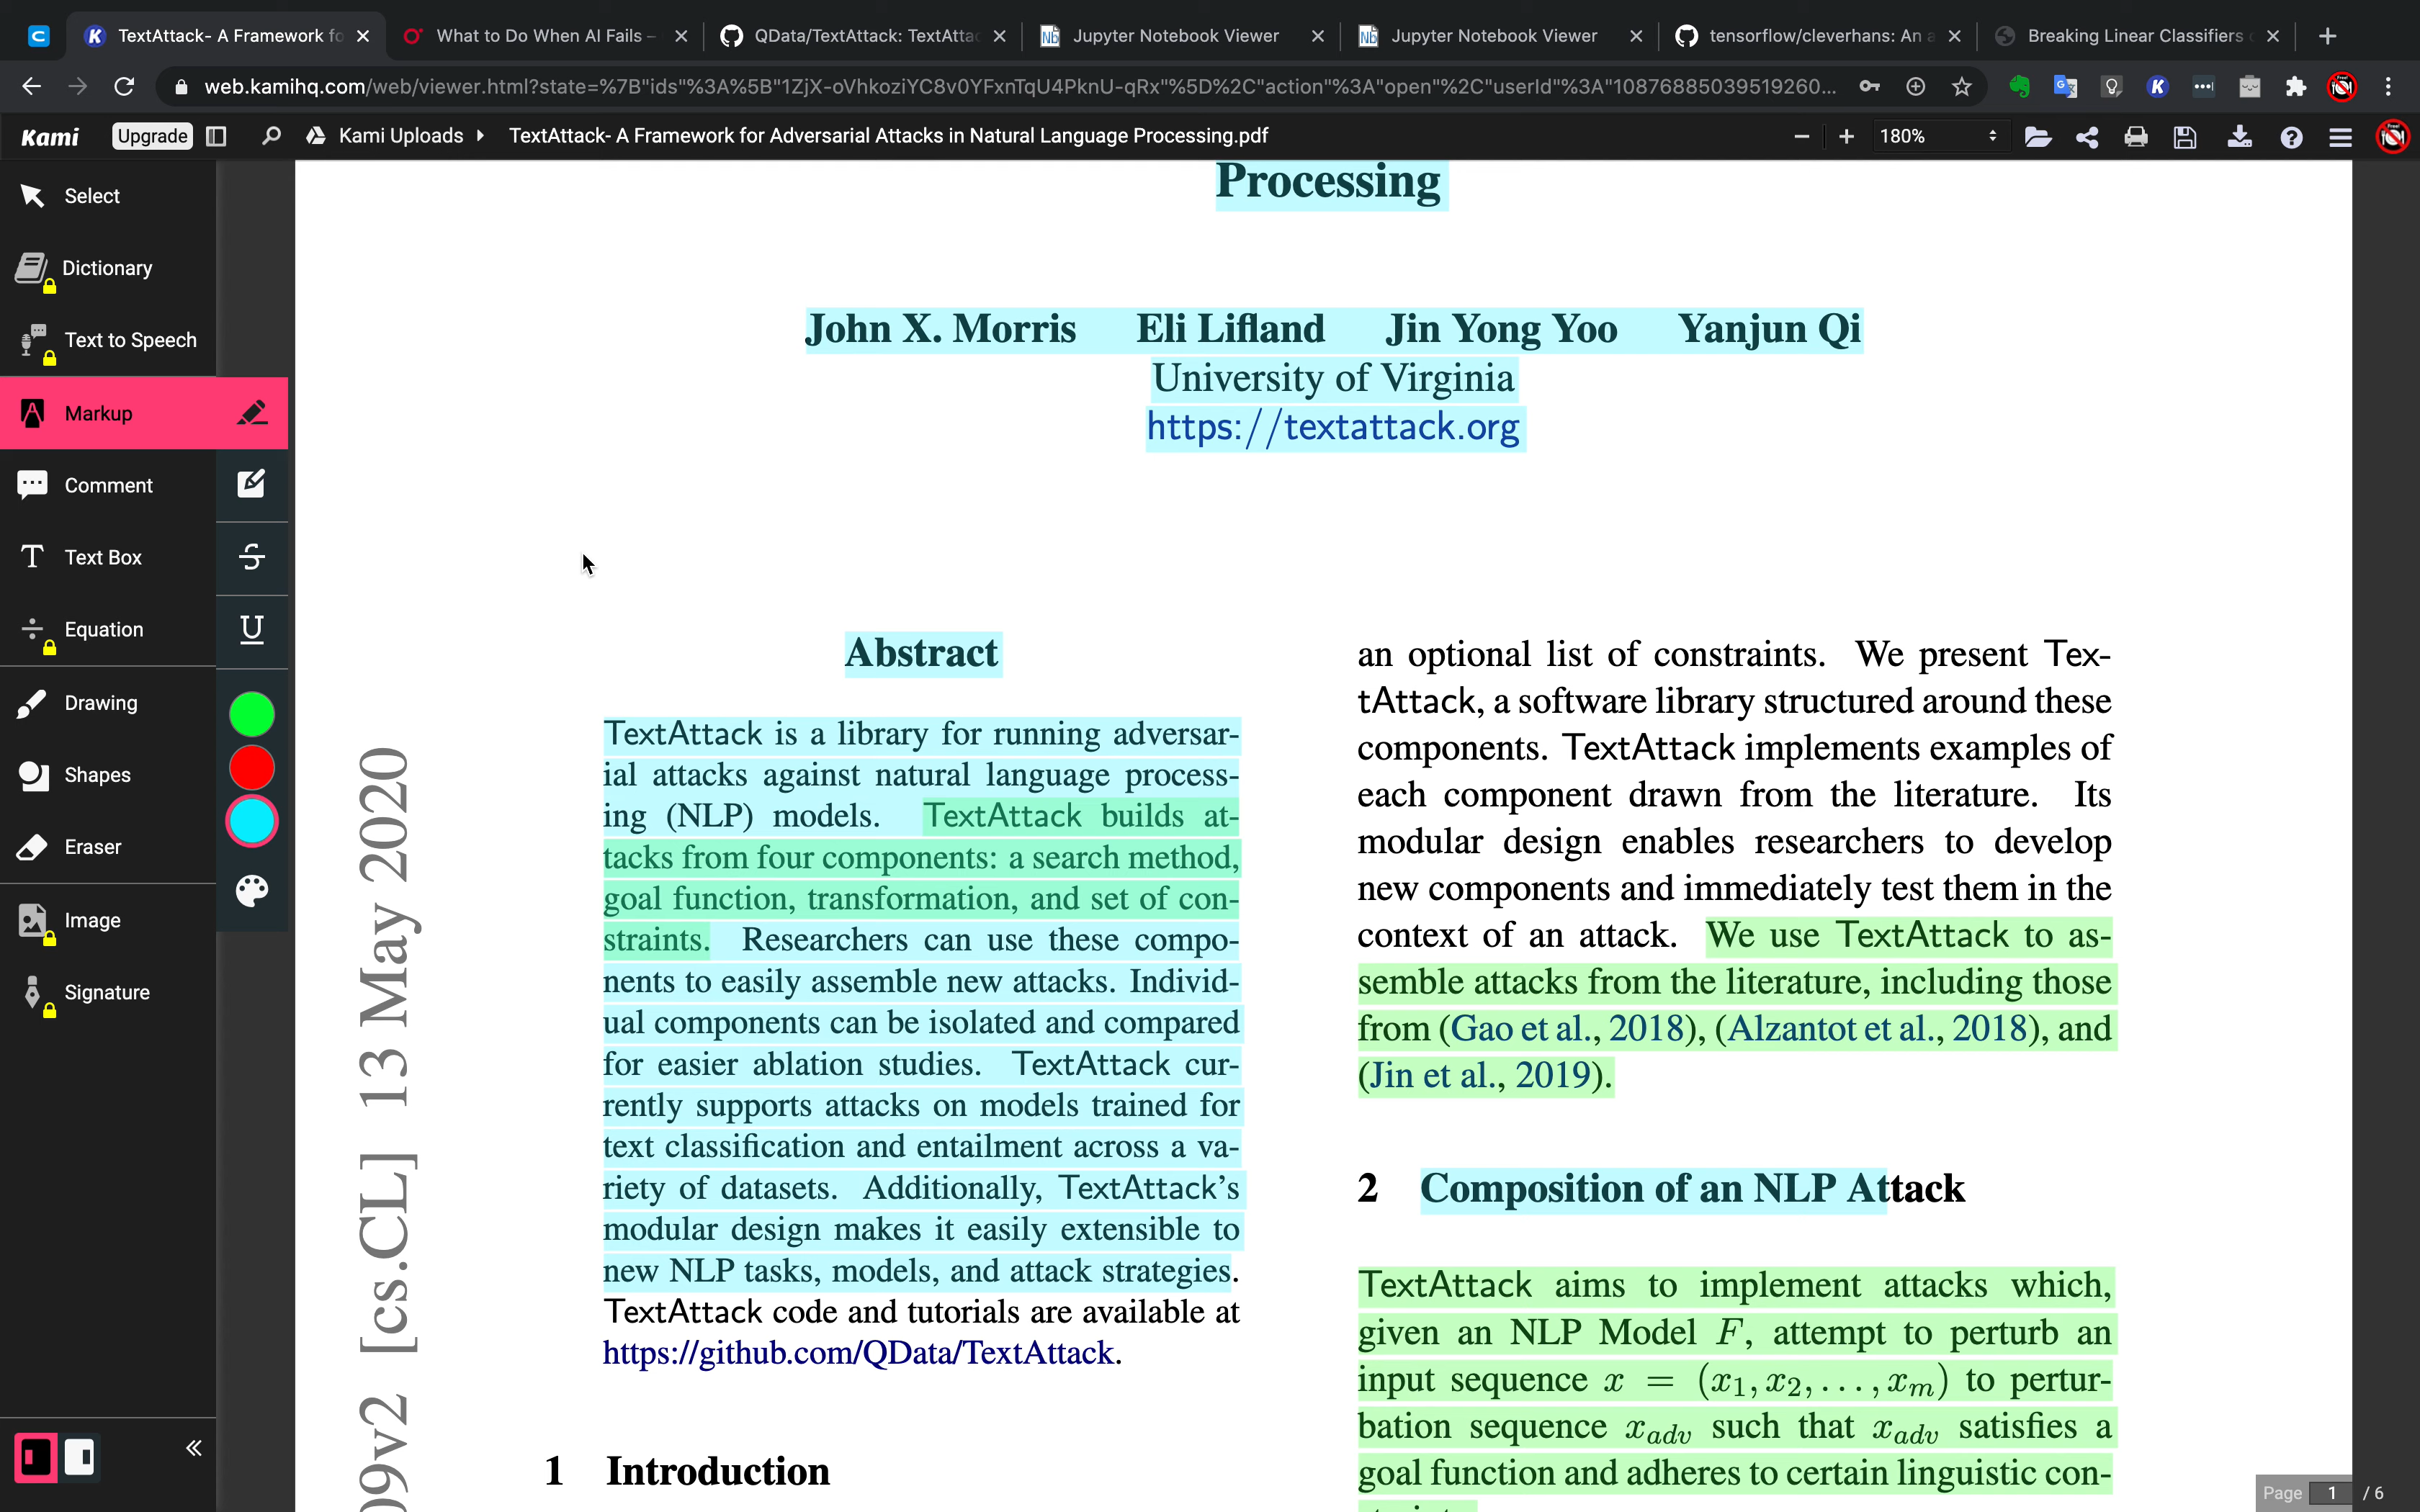 TextAttack- A Framework fo
What to Do When AI Fails –
QData/TextAttack: TextAttac
Jupyter Notebook Viewer
Jupyter Notebook Viewer
tensorflow/cleverhans: An a
Breaking Linear Classifiers
web.kamihq.com/web/viewer.html?state=%7B"ids"%3A%5B"1ZjX-oVhkoziYC8v0YFxnTqU4PknU-qRx"%5D%2C"action"%3A"open"%2C"userId"%3A"10876885039519260...
Kami
Upgrade
Kami Uploads
TextAttack- A Framework for Adversarial Attacks in Natural Language Processing.pdf
180%
Select
Dictionary
Text to Speech
Markup
Comment
Text Box
Equation
Drawing
Shapes
Eraser
Image
Signature
Processing
John X. Morris Eli Lifland Jin Yong Yoo Yanjun Qi
University of Virginia
https://textattack.org
09v2 [cs.CL] 13 May 2020
Abstract
TextAttack is a library for running adversar-
ial attacks against natural language process-
ing (NLP) models. TextAttack builds at-
tacks from four components: a search method,
goal function, transformation, and set of con-
straints. Researchers can use these compo-
nents to easily assemble new attacks. Individ-
ual components can be isolated and compared
for easier ablation studies. TextAttack cur-
rently supports attacks on models trained for
text classification and entailment across a va-
riety of datasets. Additionally, TextAttack's
modular design makes it easily extensible to
new NLP tasks, models, and attack strategies.
TextAttack code and tutorials are available at
https://github.com/QData/TextAttack.
1 Introduction
an optional list of constraints. We present Tex-
tAttack, a software library structured around these
components. TextAttack implements examples of
each component drawn from the literature. Its
modular design enables researchers to develop
new components and immediately test them in the
context of an attack. We use TextAttack to as-
semble attacks from the literature, including those
from (Gao et al., 2018), (Alzantot et al., 2018), and
(Jin et al., 2019).
2 Composition of an NLP Attack
TextAttack aims to implement attacks which,
given an NLP Model F, attempt to perturb an
input sequence x = (x₁, x₂, . . . , xₘ) to pertur-
bation sequence x_adv such that x_adv satisfies a
goal function and adheres to certain linguistic con-
Page 1 / 6